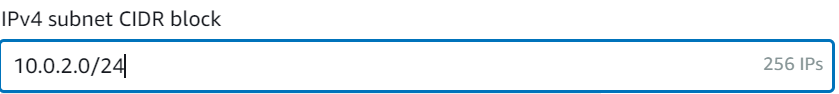 IPv4 subnet CIDR block
10.0.2.0/24 256 IPs